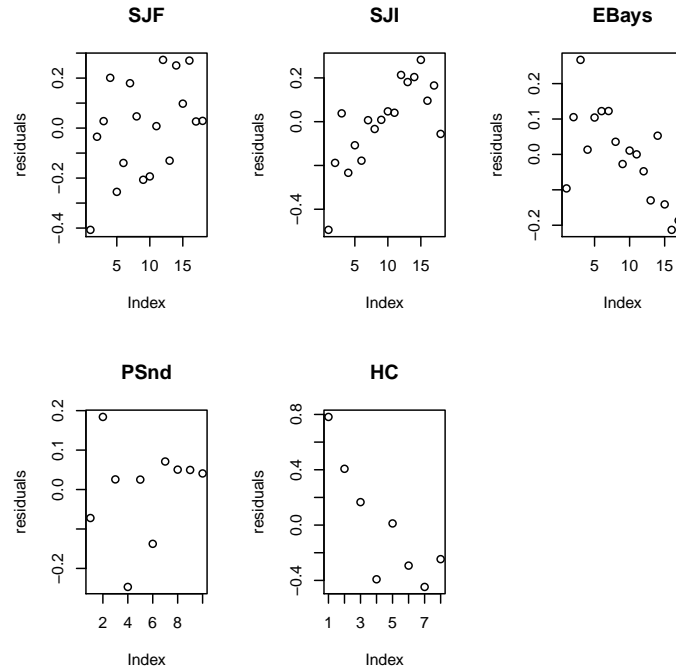 SJF
SJI
EBays
residuals
−0.4
−0.2
0.0
0.2
5
10
15
Index
residuals
−0.4
0.0
0.2
5
10
15
Index
residuals
−0.2
0.0
0.1
0.2
5
10
15
Index
PSnd
HC
residuals
−0.2
0.0
0.1
0.2
2
4
6
8
Index
residuals
−0.4
0.0
0.4
0.8
1
3
5
7
Index